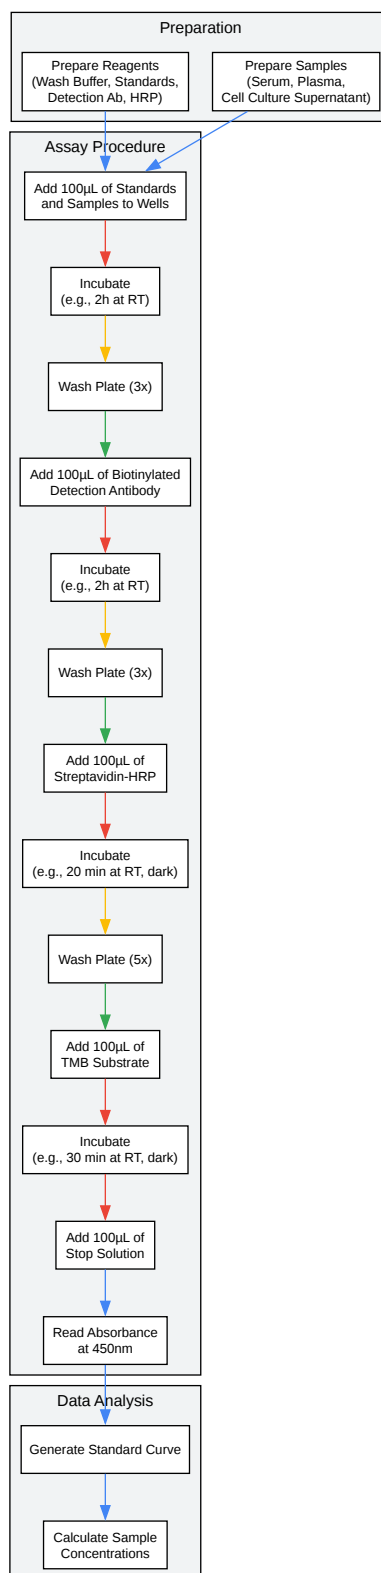 Preparation
Prepare Reagents
(Wash Buffer, Standards,
Detection Ab, HRP)
Prepare Samples
(Serum, Plasma,
Cell Culture Supernatant)
Assay Procedure
Add 100µL of Standards
and Samples to Wells
Incubate
(e.g., 2h at RT)
Wash Plate (3x)
Add 100µL of Biotinylated
Detection Antibody
Incubate
(e.g., 2h at RT)
Wash Plate (3x)
Add 100µL of
Streptavidin-HRP
Incubate
(e.g., 20 min at RT, dark)
Wash Plate (5x)
Add 100µL of
TMB Substrate
Incubate
(e.g., 30 min at RT, dark)
Add 100µL of
Stop Solution
Read Absorbance
at 450nm
Data Analysis
Generate Standard Curve
Calculate Sample
Concentrations